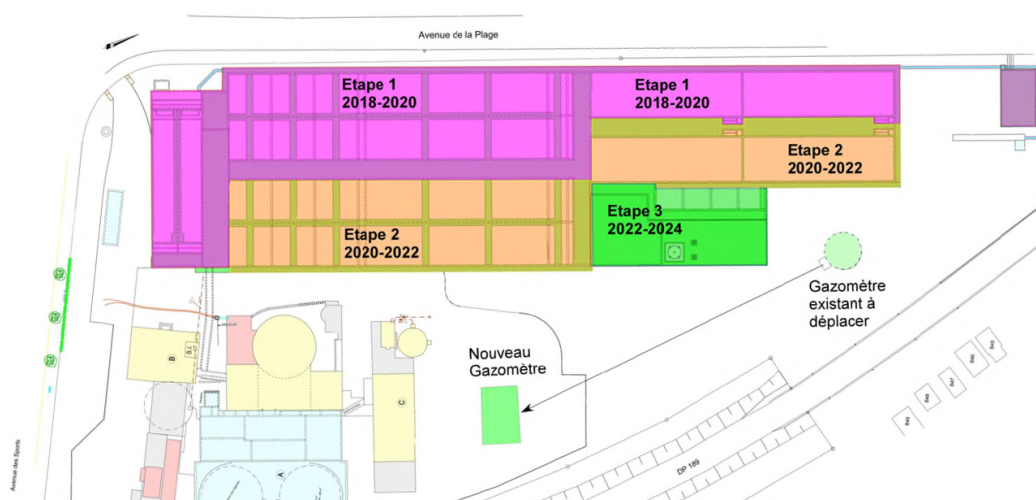 Avenue de la Plage
Etape 1
2018-2020
Etape 1
2018-2020
Etape 2
2020-2022
Etape 3
2022-2024
Etape 2
2020-2022
Gazomètre
existant à
déplacer
Nouveau
Gazomètre
B
S.I.
C
A
DP 189
Avenue des Sports